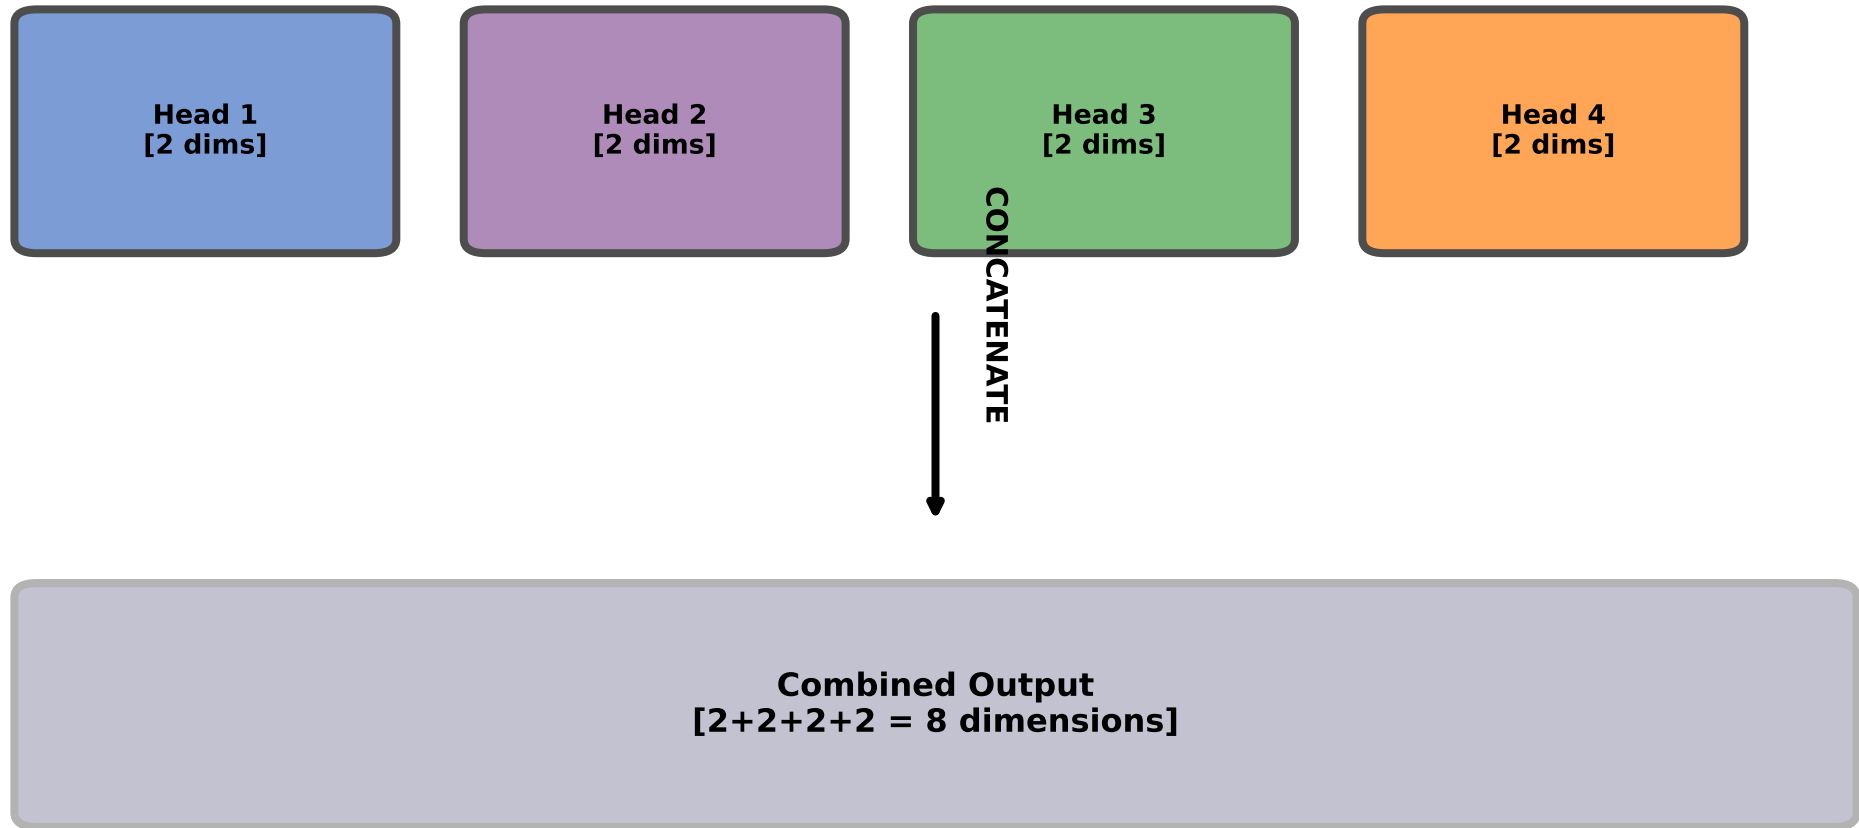 Head 1
[2 dims]
Head 2
[2 dims]
Head 3
[2 dims]
Head 4
[2 dims]
CONCATENATE
Combined Output
[2+2+2+2 = 8 dimensions]